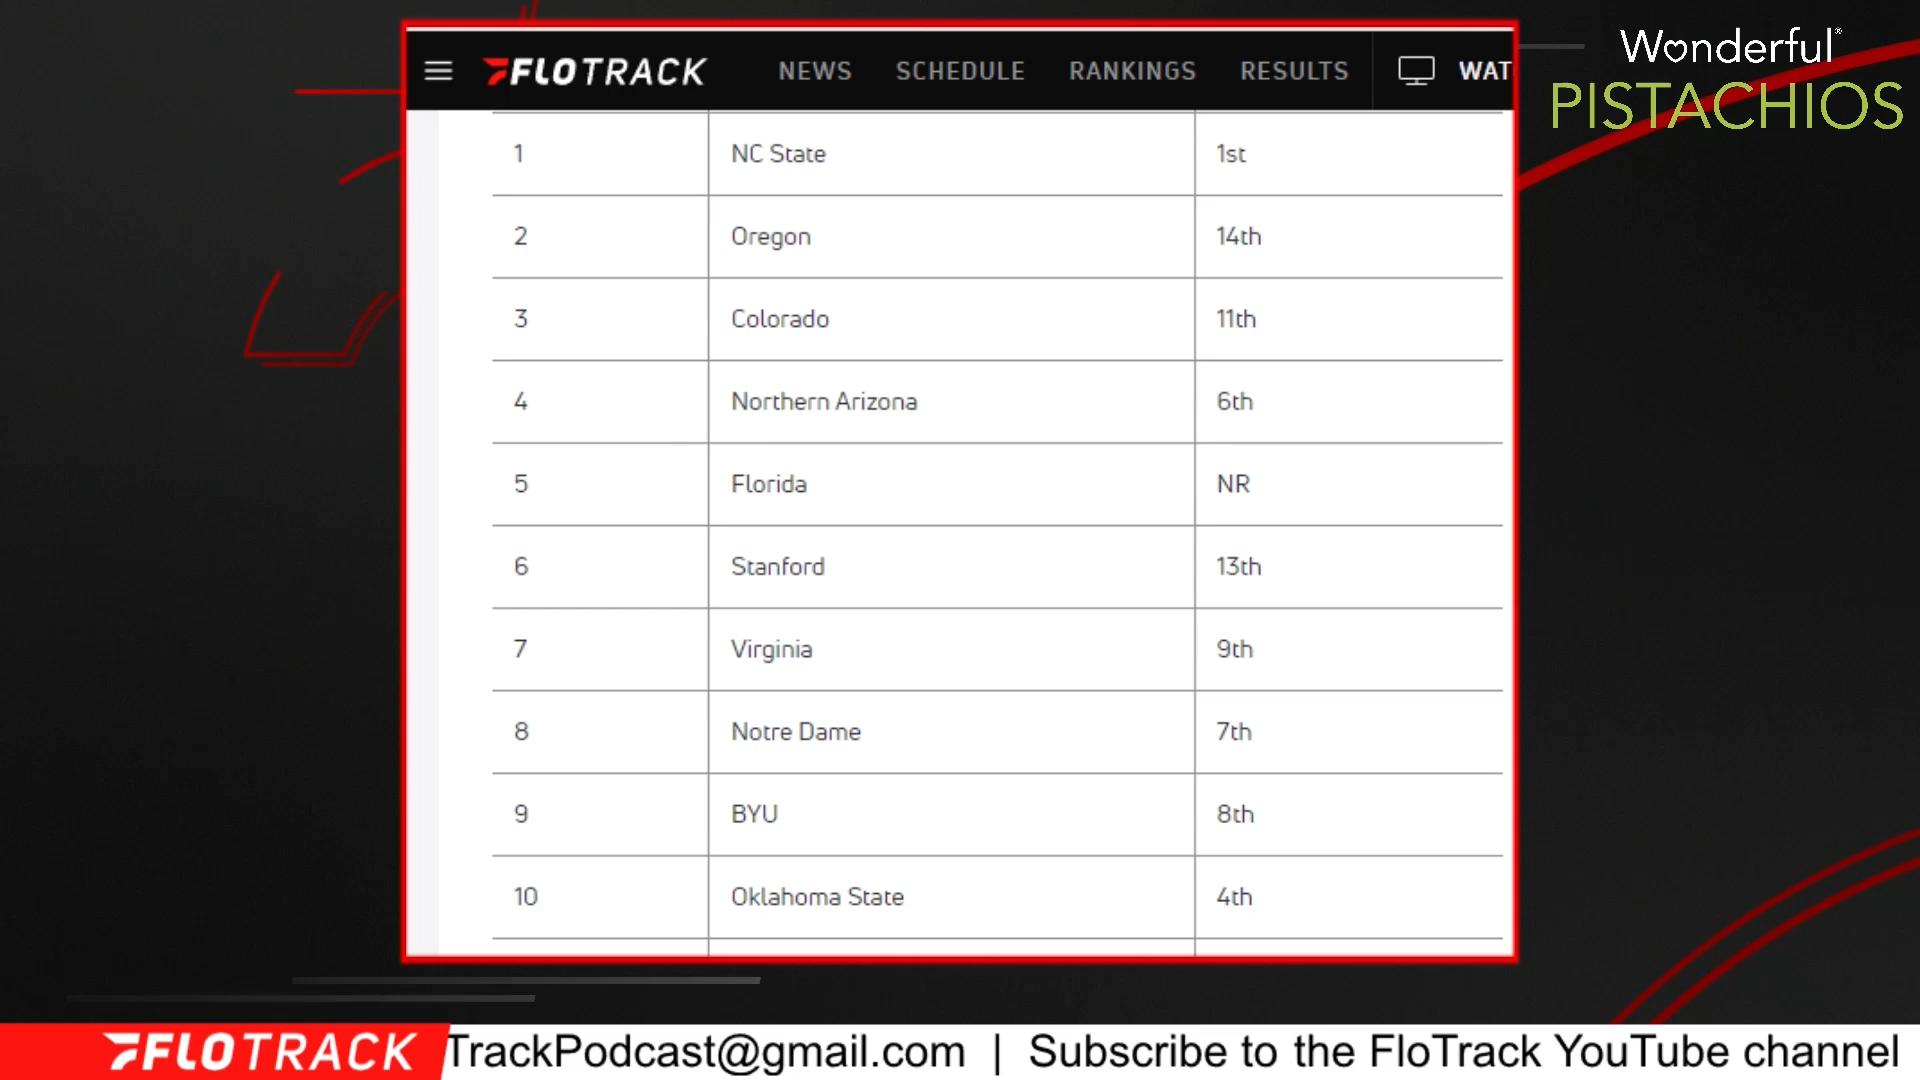 Wonderful®
PISTACHIOS
FLOTRACK NEWS SCHEDULE RANKINGS RESULTS WAT
1 NC State 1st
2 Oregon 14th
3 Colorado 11th
4 Northern Arizona 6th
5 Florida NR
6 Stanford 13th
7 Virginia 9th
8 Notre Dame 7th
9 BYU 8th
10 Oklahoma State 4th
FLOTRACK TrackPodcast@gmail.com | Subscribe to the FloTrack YouTube channel